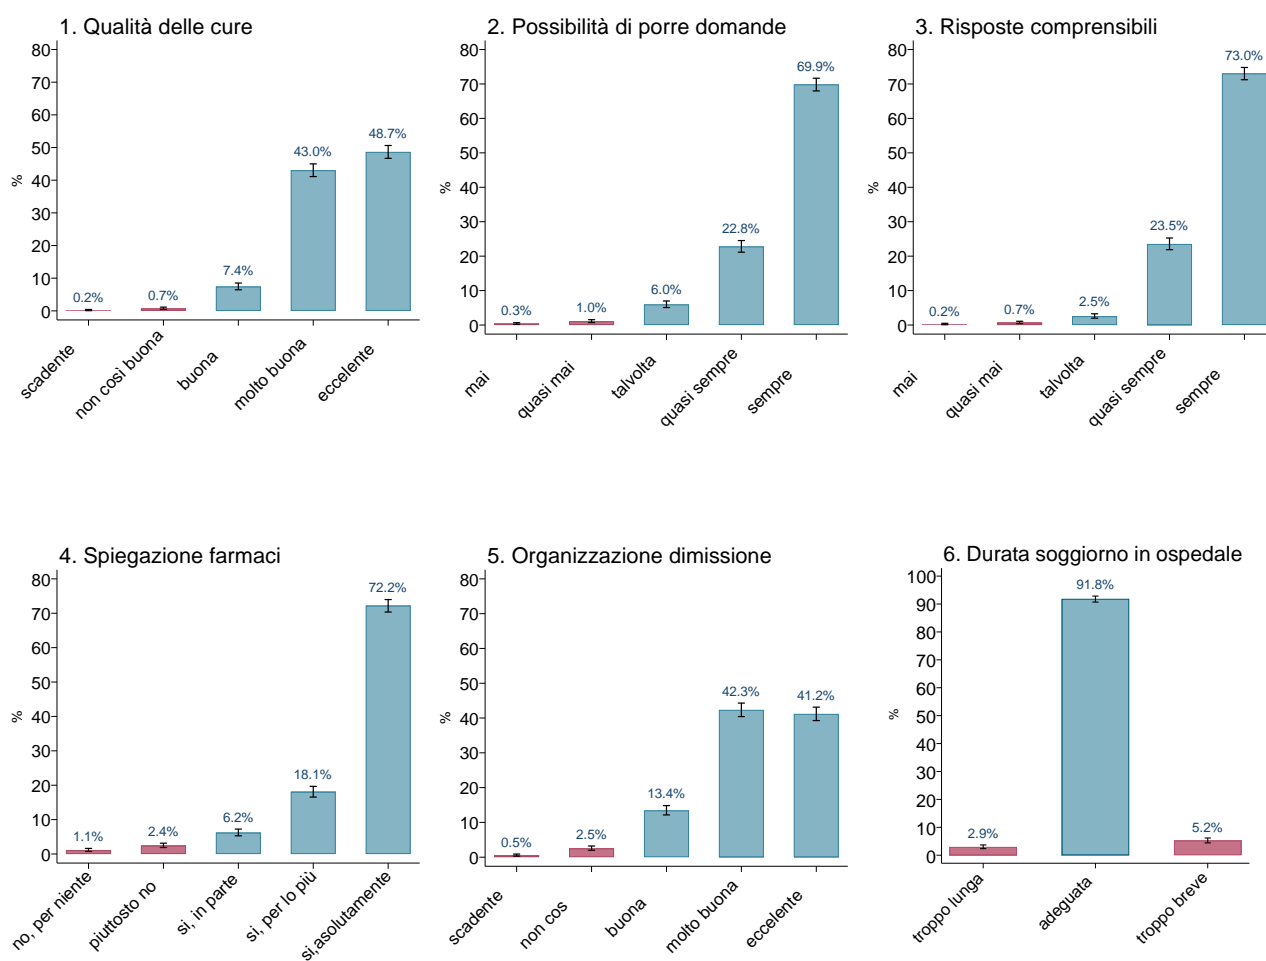 1. Qualità delle cure
80
70
60
50
40
30
20
10
0
%
0.2%
0.7%
7.4%
43.0%
48.7%
scadente
non così buona
buona
molto buona
eccelente
2. Possibilità di porre domande
80
70
60
50
40
30
20
10
0
%
0.3%
1.0%
6.0%
22.8%
69.9%
mai
quasi mai
talvolta
quasi sempre
sempre
3. Risposte comprensibili
80
70
60
50
40
30
20
10
0
%
0.2%
0.7%
2.5%
23.5%
73.0%
mai
quasi mai
talvolta
quasi sempre
sempre
4. Spiegazione farmaci
80
70
60
50
40
30
20
10
0
%
1.1%
2.4%
6.2%
18.1%
72.2%
no, per niente
piuttosto no
si, in parte
si, per lo più
si,asolutamente
5. Organizzazione dimissione
80
70
60
50
40
30
20
10
0
%
0.5%
2.5%
13.4%
42.3%
41.2%
scadente
non cos
buona
molto buona
eccelente
6. Durata soggiorno in ospedale
100
90
80
70
60
50
40
30
20
10
0
%
2.9%
91.8%
5.2%
troppo lunga
adeguata
troppo breve